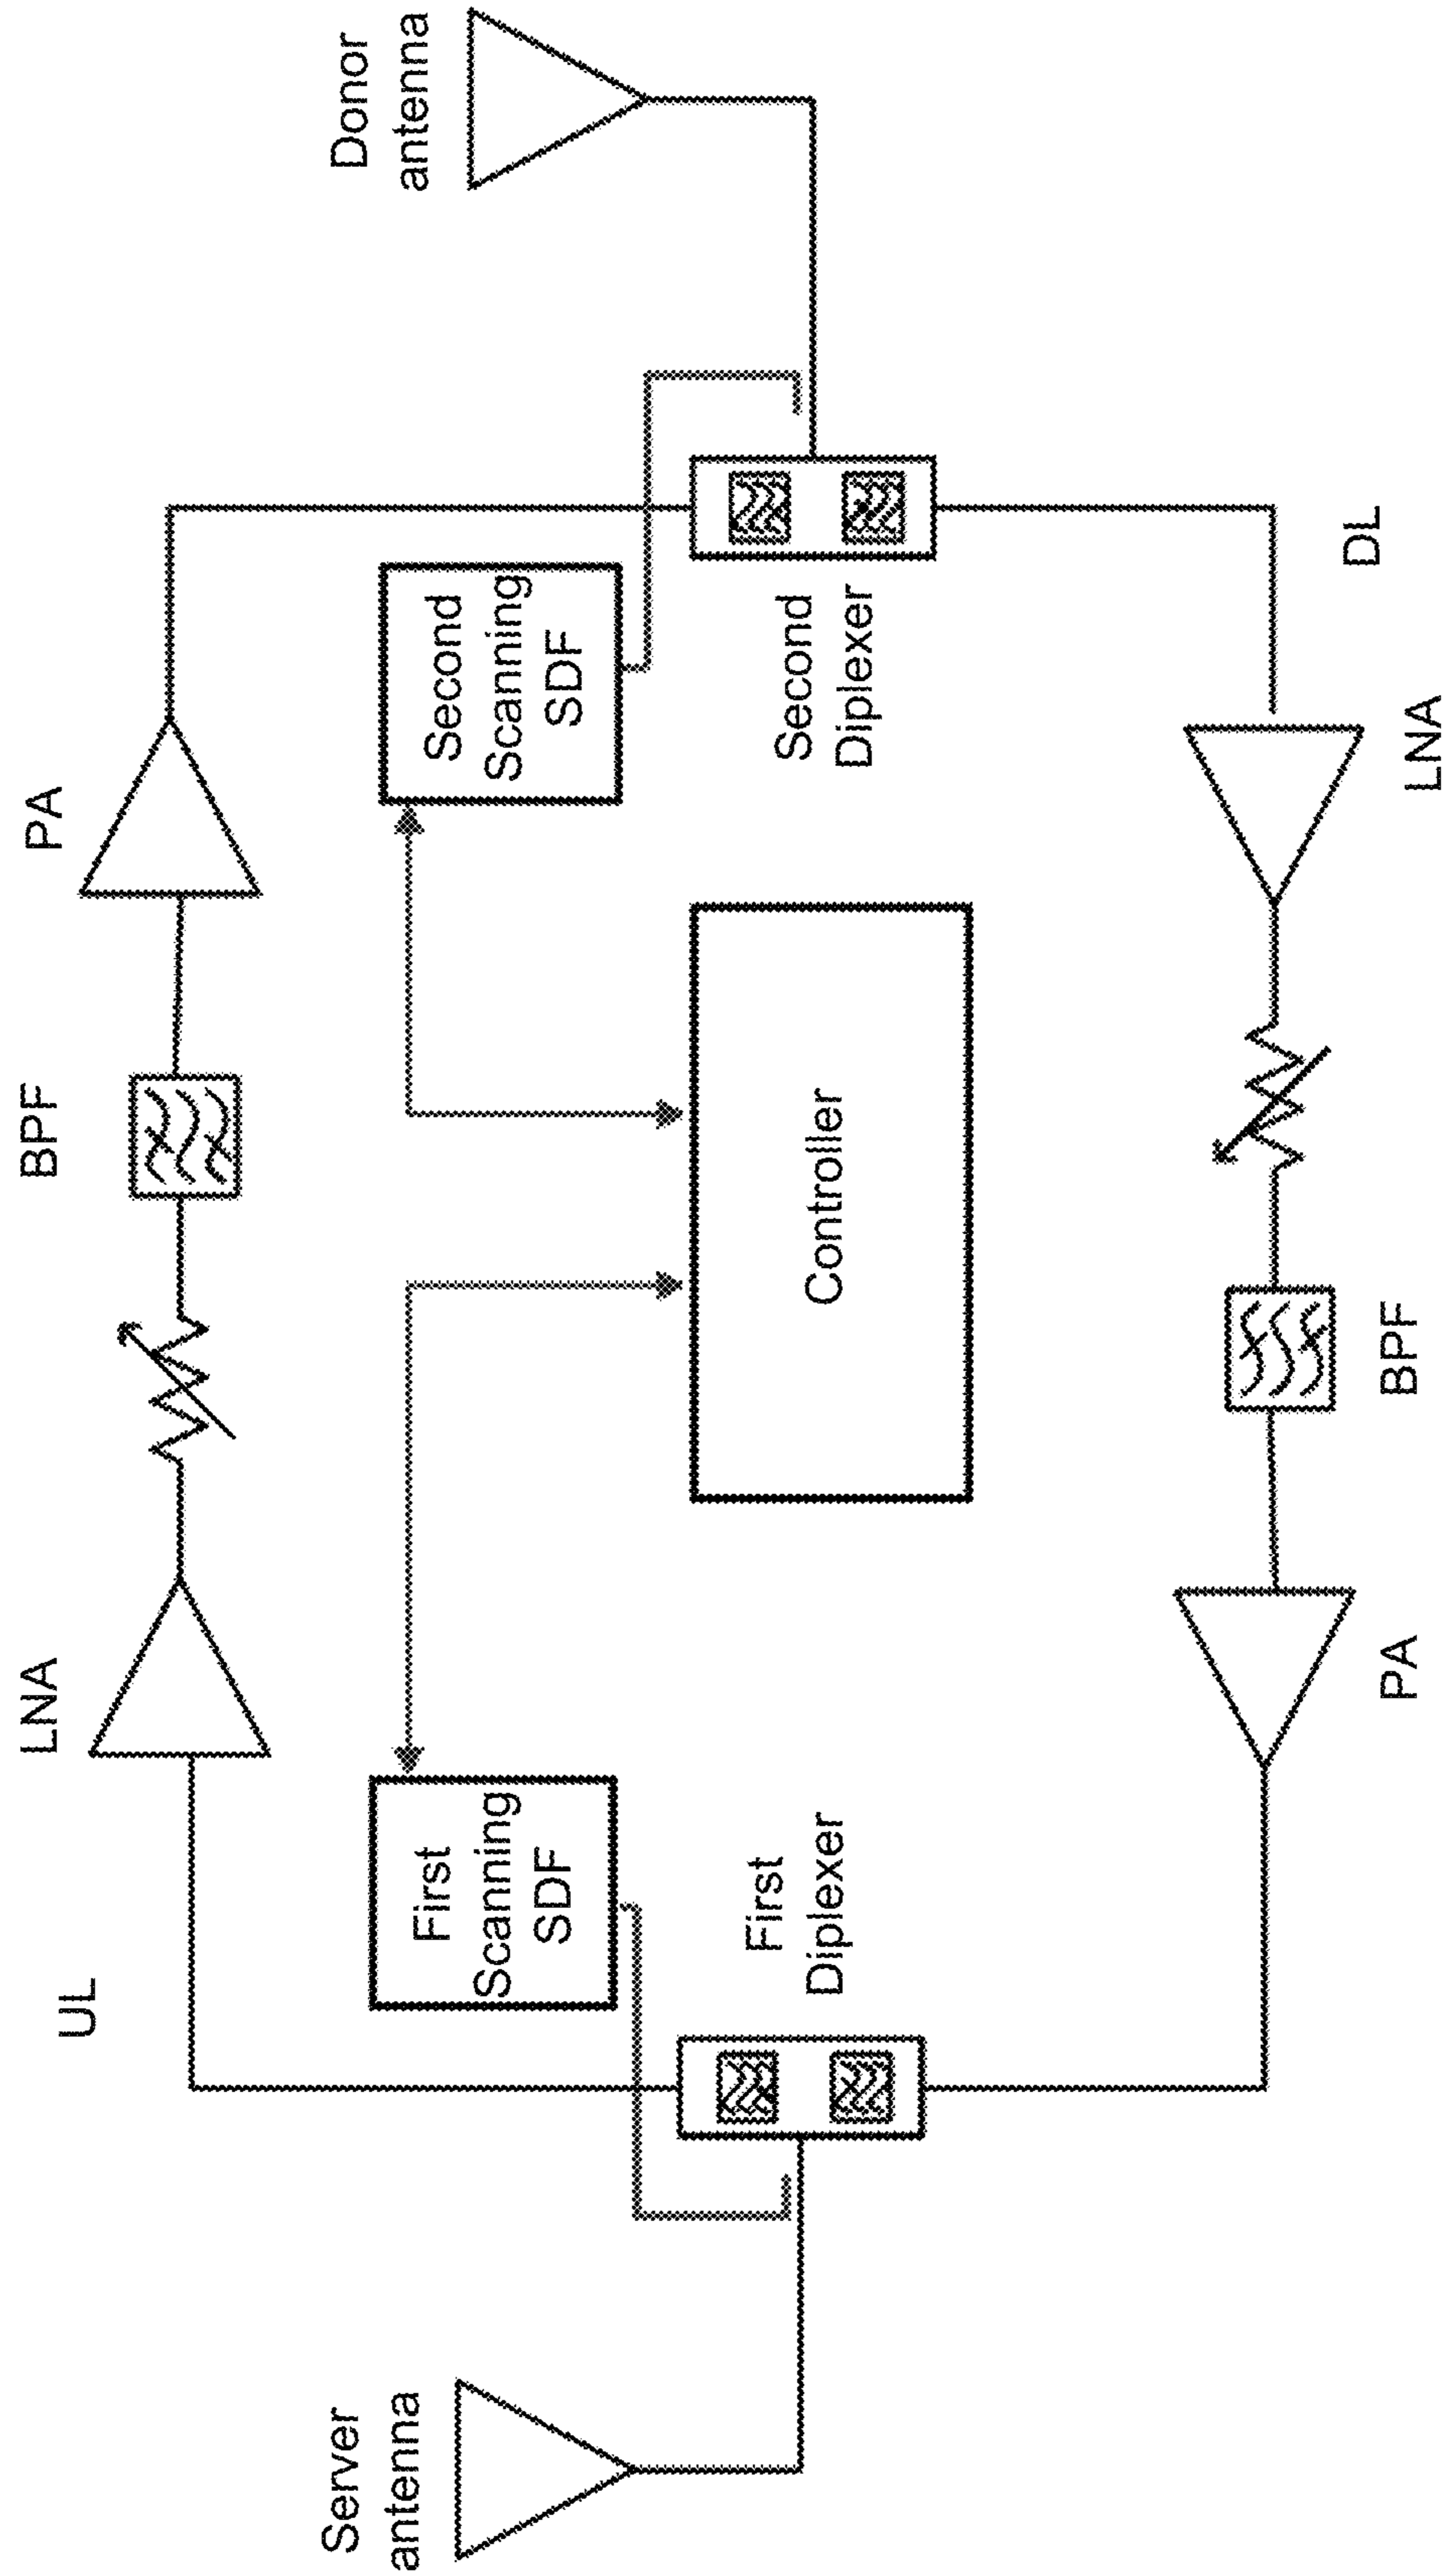 UL
LNA
BPF
PA
Server
antenna
First
Scanning
SDF
Second
Scanning
SDF
Donor
antenna
First
Diplexer
Controller
Second
Diplexer
PA
BPF
LNA
DL